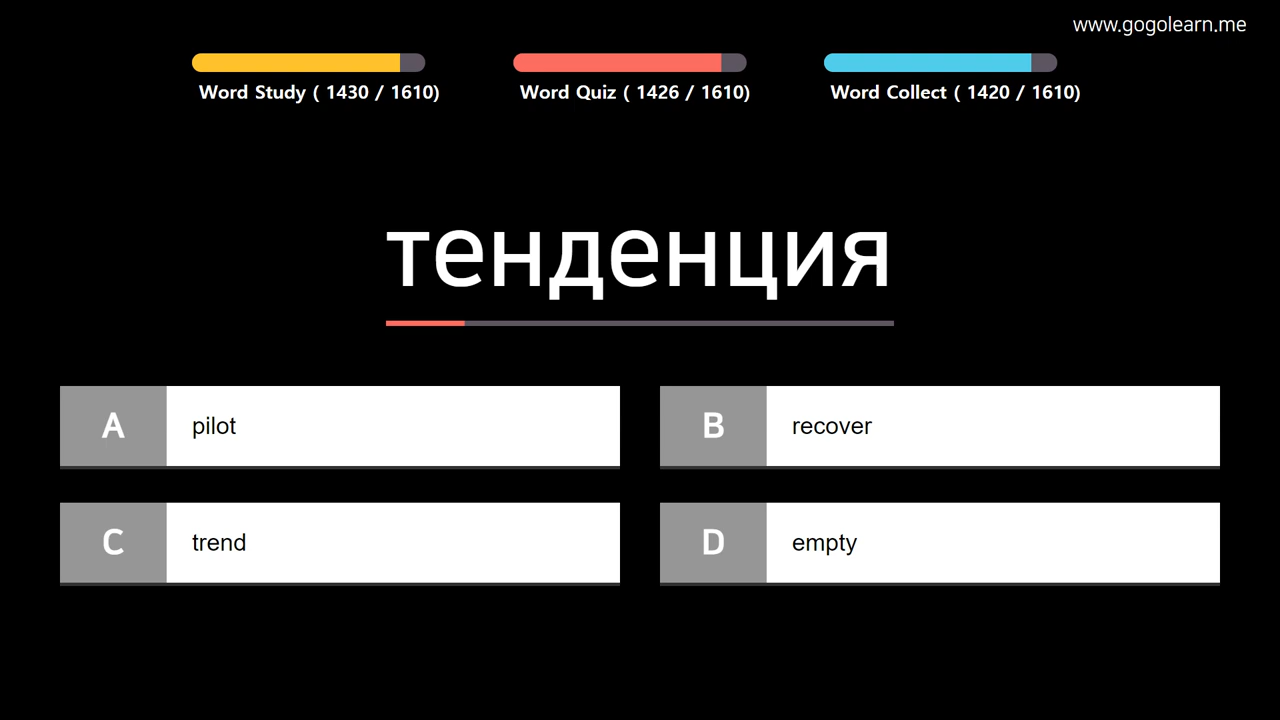 www.gogolearn.me
Word Study ( 1430 / 1610)
Word Quiz ( 1426 / 1610)
Word Collect ( 1420 / 1610)
тенденция
A pilot
B recover
C trend
D empty